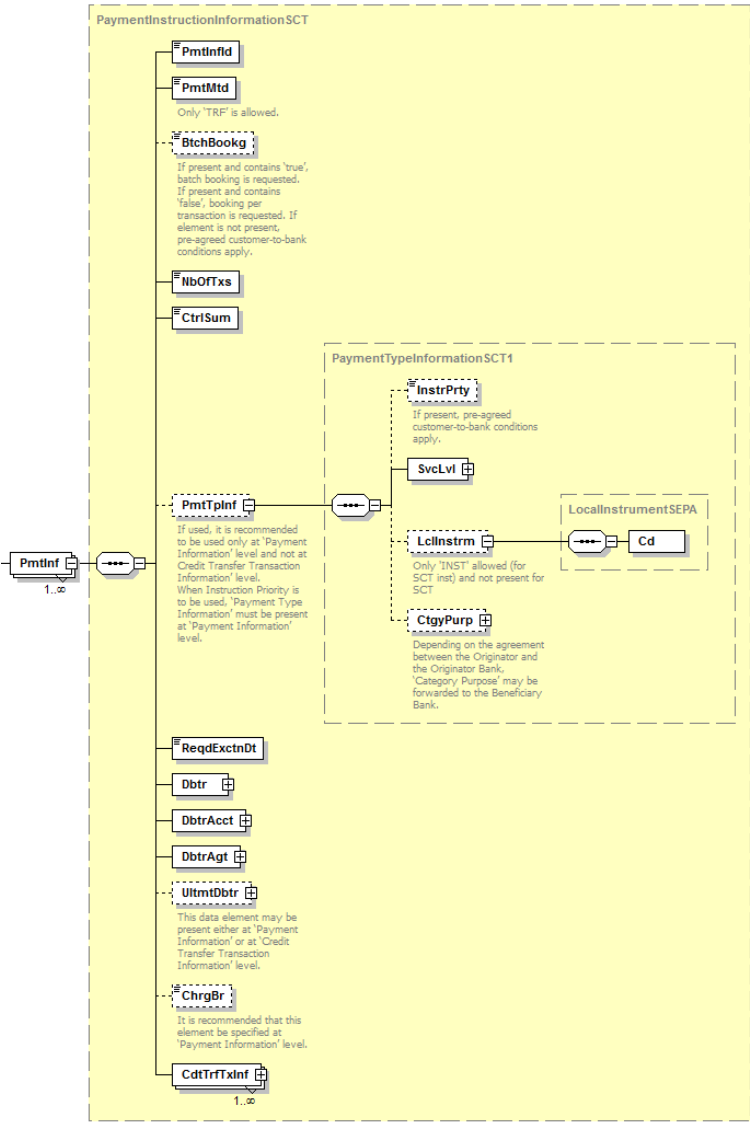 PaymentInstructionInformationSCT
PmtInfId
PmtMtd
Only 'TRF' is allowed.
BtchBookg
If present and contains 'true',
batch booking is requested.
If present and contains
'false', booking per
transaction is requested. If
element is not present,
pre-agreed customer-to-bank
conditions apply.
NbOfTxs
CtrlSum
PaymentTypeInformationSCT1
InstrPrty
If present, pre-agreed
customer-to-bank conditions
apply.
SvcLvl
PmtTpInf
If used, it is recommended
to be used only at 'Payment
Information' level and not at
Credit Transfer Transaction
Information' level.
When Instruction Priority is
to be used, 'Payment Type
Information' must be present
at 'Payment Information'
level.
LocalInstrumentSEPA
LclInstrm
Cd
Only 'INST' allowed (for
SCT inst) and not present for
SCT
PmtInf
1..∞
CtgyPurp
Depending on the agreement
between the Originator and
the Originator Bank,
'Category Purpose' may be
forwarded to the Beneficiary
Bank.
ReqdExctnDt
Dbtr
DbtrAcct
DbtrAgt
UltmtDbtr
This data element may be
present either at 'Payment
Information' or at 'Credit
Transfer Transaction
Information' level.
ChrgBr
It is recommended that this
element be specified at
'Payment Information' level.
CdtTrfTxInf
1..∞